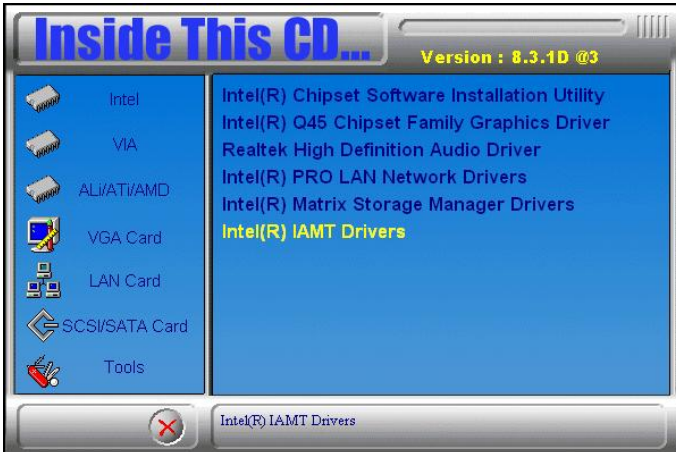 Inside This CD...
Version : 8.3.1D @3
Intel
VIA
ALi/ATi/AMD
VGA Card
LAN Card
SCSI/SATA Card
Tools
Intel(R) Chipset Software Installation Utility
Intel(R) Q45 Chipset Family Graphics Driver
Realtek High Definition Audio Driver
Intel(R) PRO LAN Network Drivers
Intel(R) Matrix Storage Manager Drivers
Intel(R) IAMT Drivers
Intel(R) IAMT Drivers